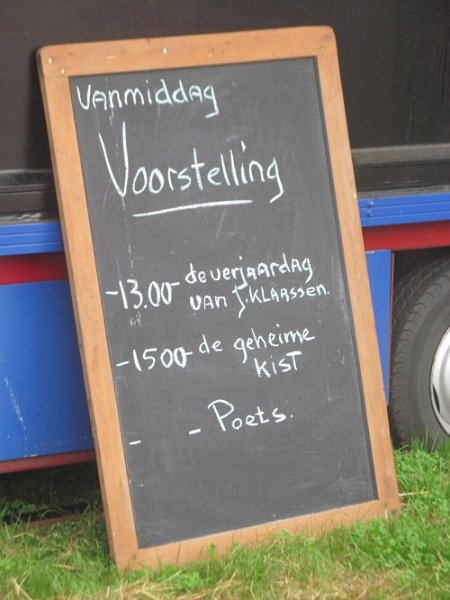 vanmiddag
Voorstelling
-13.00- de verjaardag
van J. Klaassen.
-1500- de geheime
kist
- - Poets.